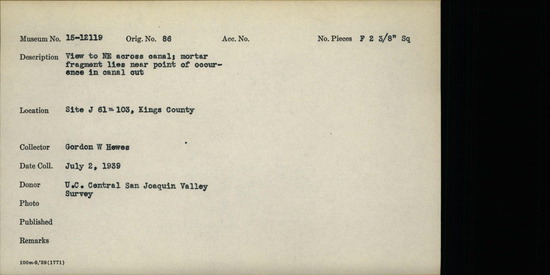 Museum No. 15-12119 Orig. No. 86 Acc. No. No. Pieces F 2 3/8" Sq
Description View to NE across canal; mortar
fragment lies near point of occur-
ence in canal cut
Location Site J 61-103, Kings County
Collector Gordon W Hewes
Date Coll. July 2, 1939
Donor U.C. Central San Joaquin Valley
Survey
Photo
Published
Remarks